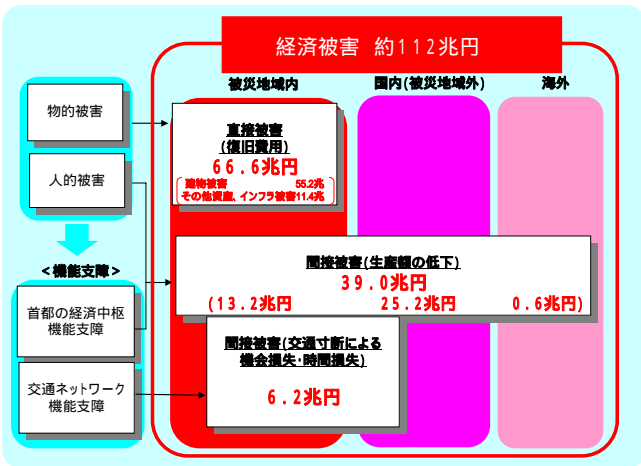 経済被害 約112兆円
被災地域内
国内(被災地域外)
海外
物的被害
人的被害
<機能支障>
首都の経済中枢
機能支障
交通ネットワーク
機能支障
直接被害
(復旧費用)
66.6兆円
建物被害 55.2兆
その他資産、インフラ被害11.4兆
間接被害(生産額の低下)
39.0兆円
(13.2兆円 25.2兆円 0.6兆円)
間接被害(交通寸断による
機会損失・時間損失)
6.2兆円